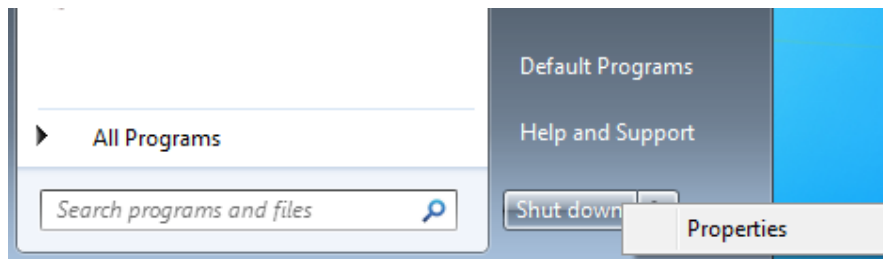 Default Programs
All Programs
Help and Support
Search programs and files
Shut down
Properties